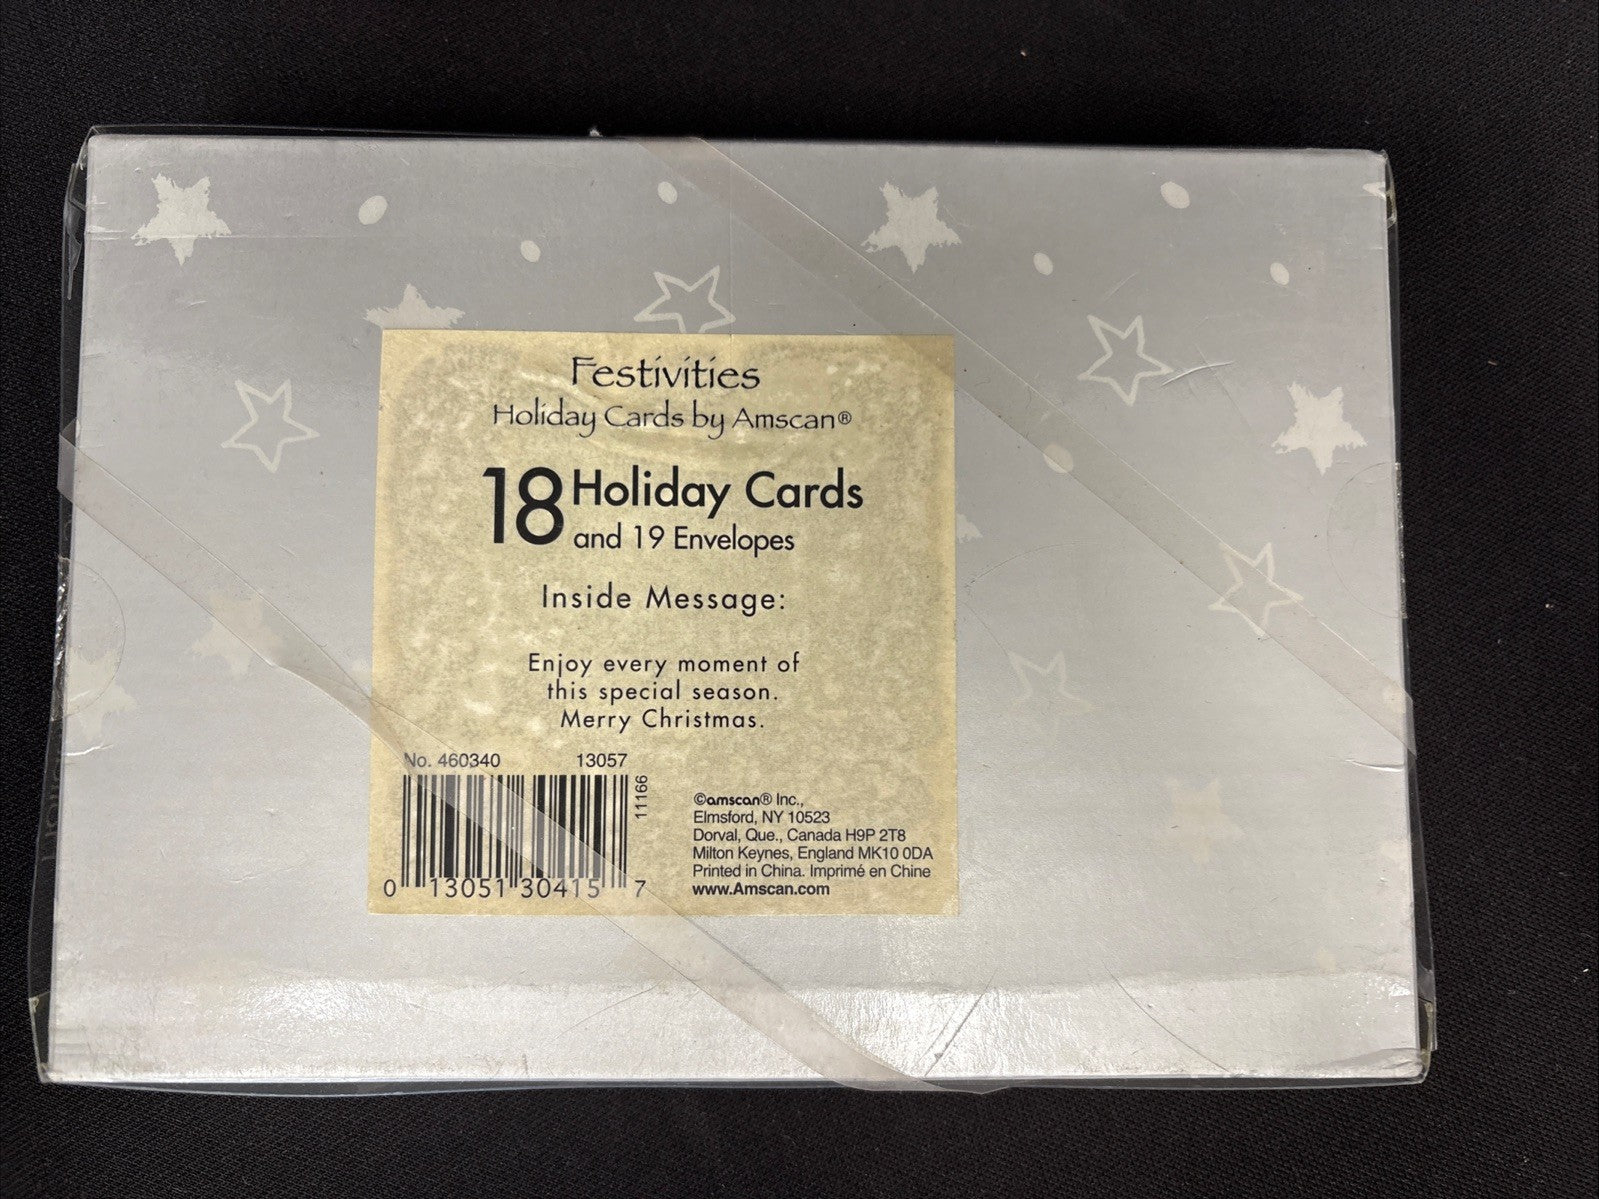 Festivities
Holiday Cards by Amscan®
18 Holiday Cards
and 19 Envelopes
Inside Message:
Enjoy every moment of
this special season.
Merry Christmas.
No. 460340 13057
11166
0 13051 30415 7
©amscan® Inc.,
Elmsford, NY 10523
Dorval, Que., Canada H9P 2T8
Milton Keynes, England MK10 0DA
Printed in China. Imprimé en Chine
www.Amscan.com